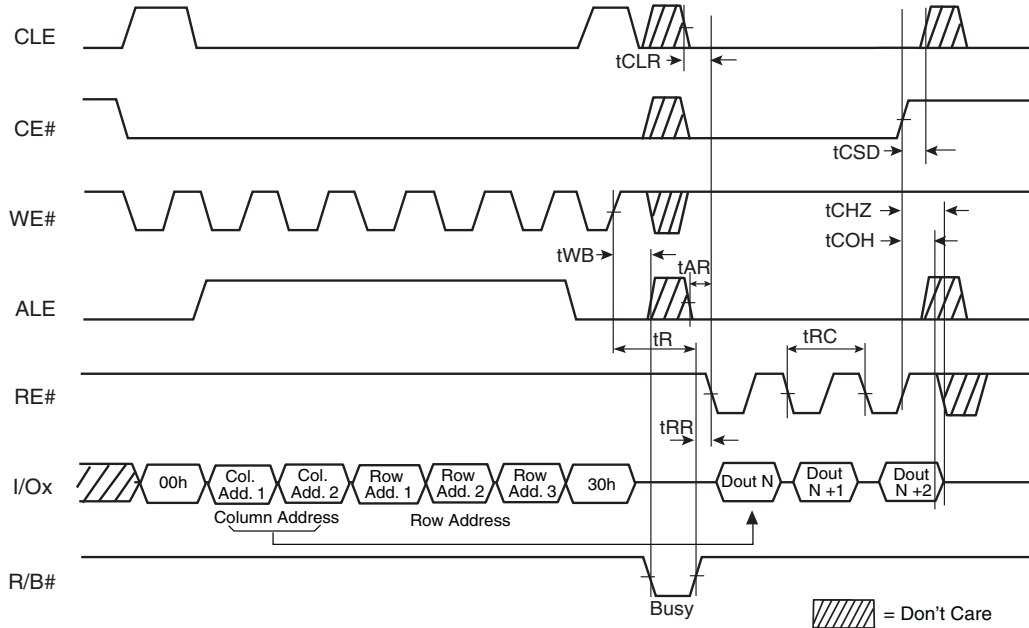 CLE
tCLR
CE#
tCSD
WE#
tCHZ
tCOH
tWB
tAR
ALE
tR
tRC
RE#
tRR
I/Ox
00h
Col.
Add. 1
Col.
Add. 2
Row
Add. 1
Row
Add. 2
Row
Add. 3
30h
Dout N
Dout
N +1
Dout
N +2
Column Address
Row Address
R/B#
Busy
= Don't Care